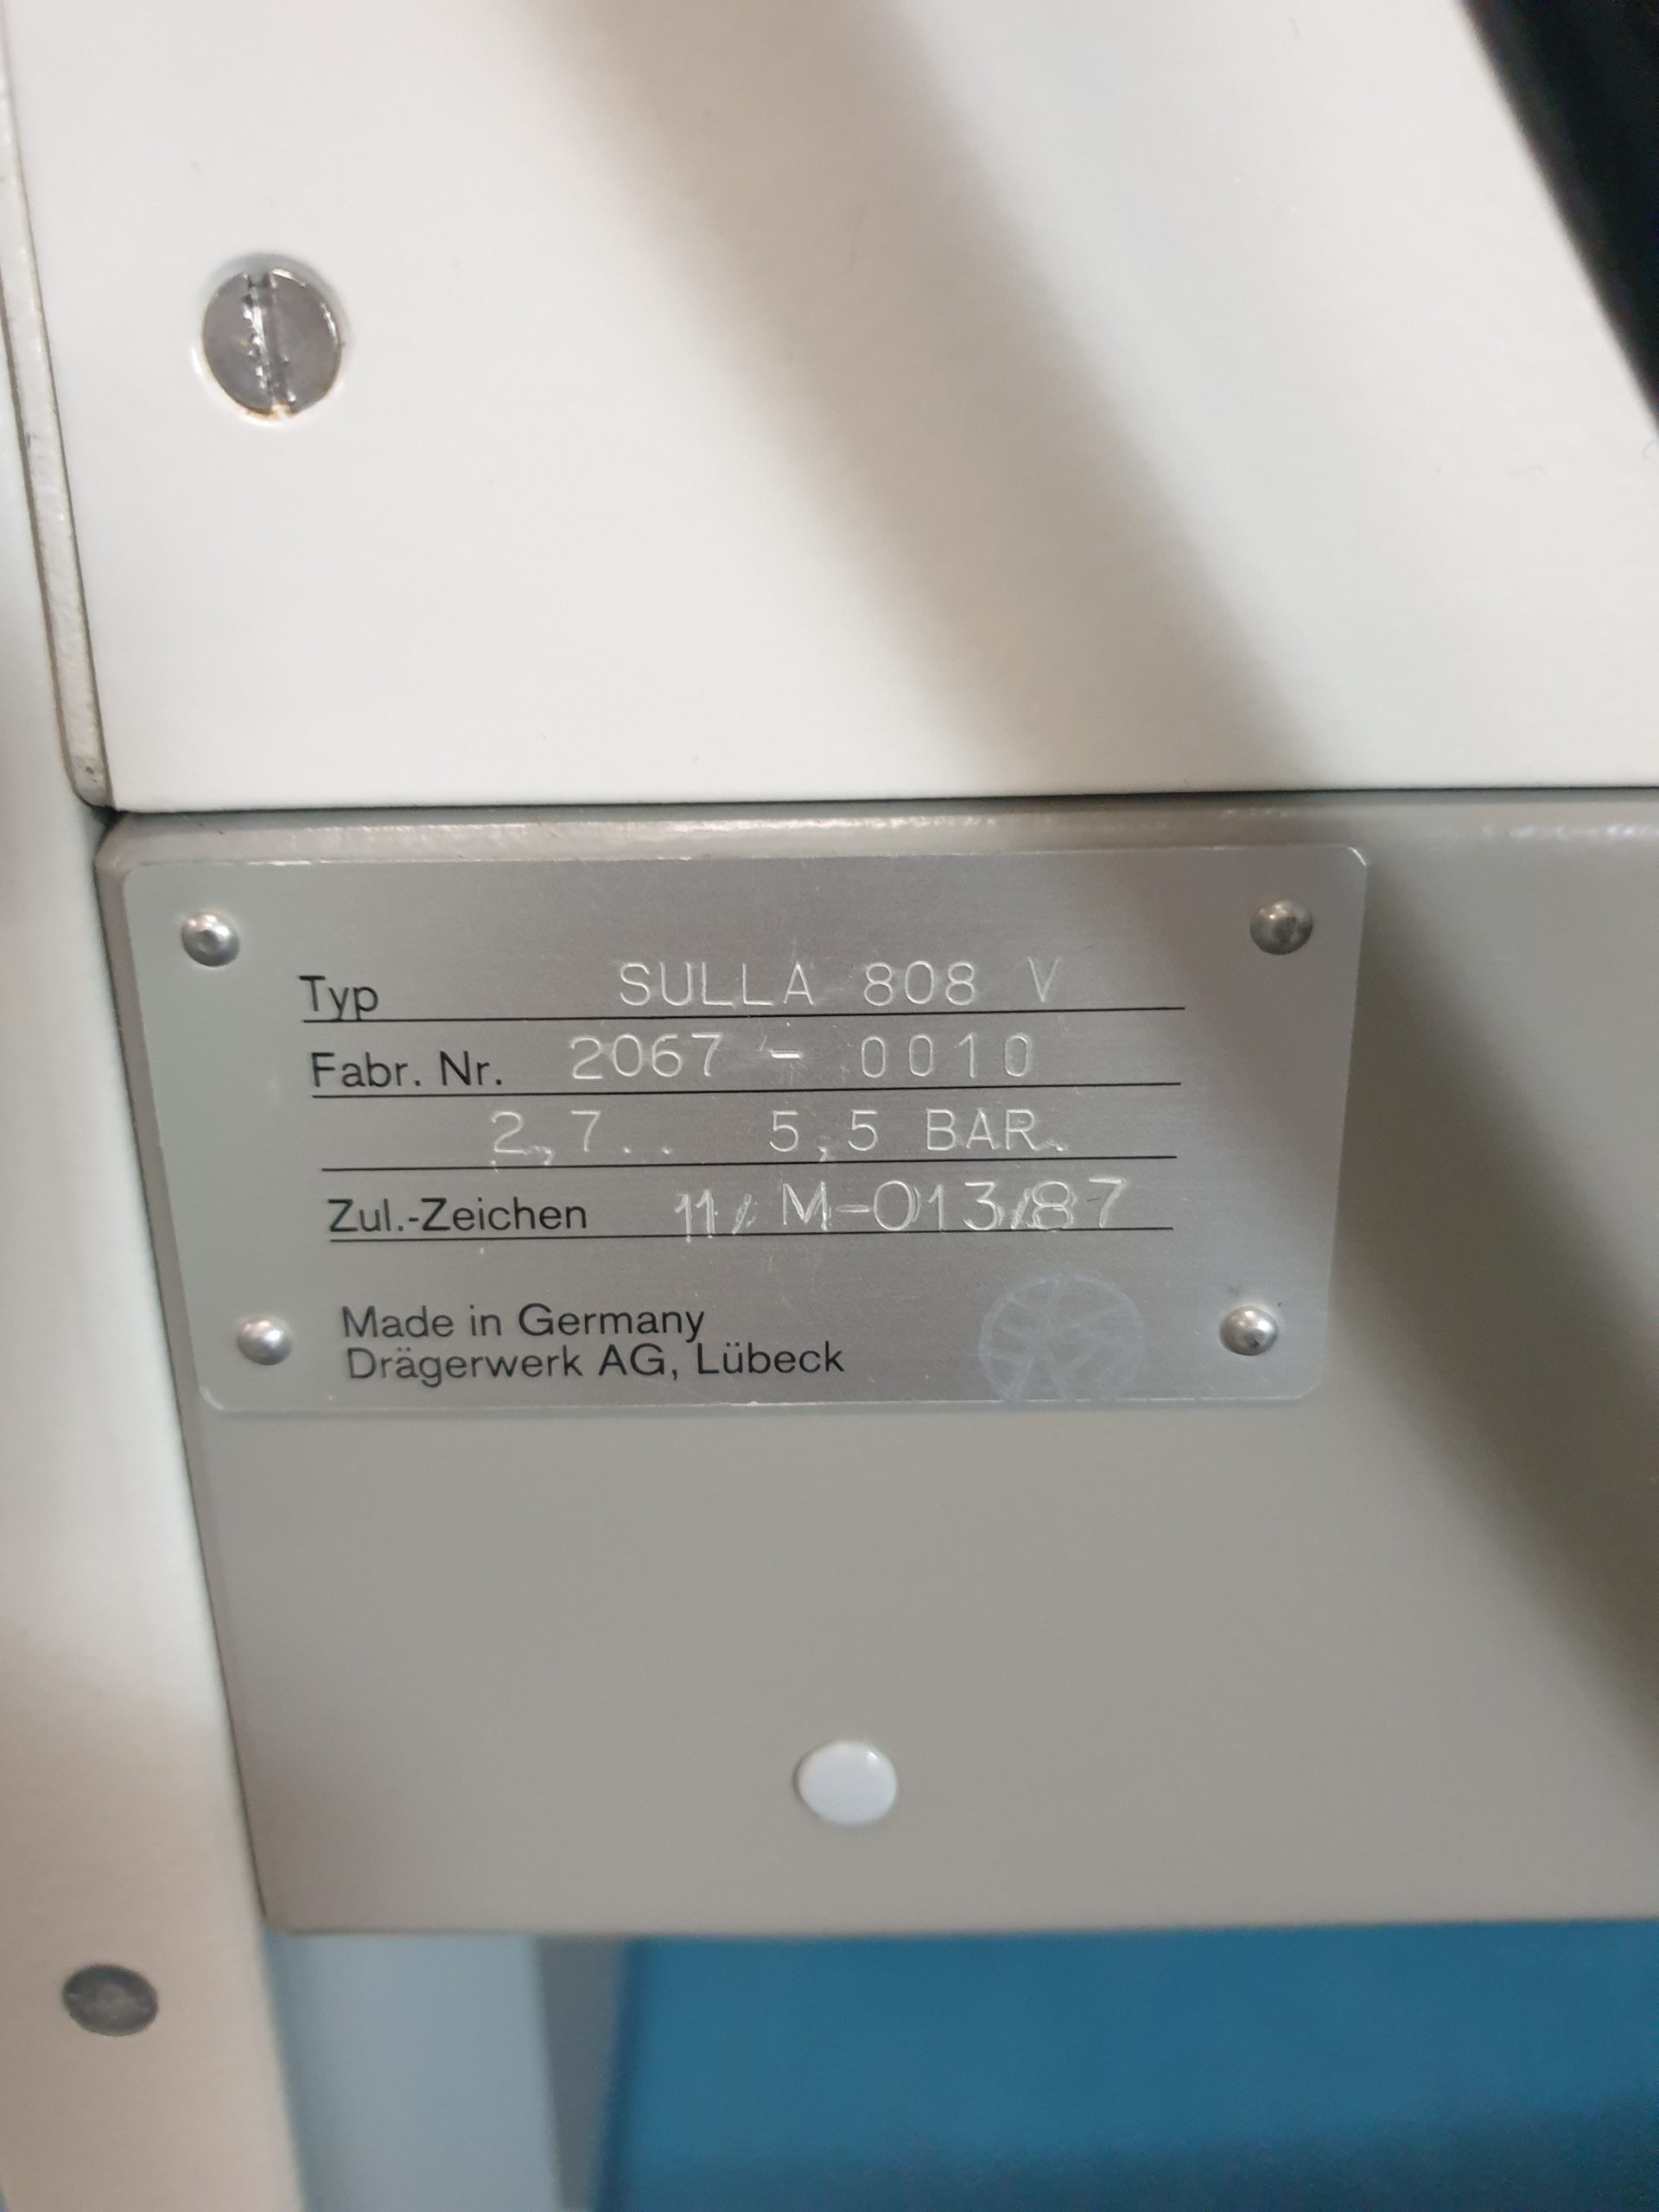 Typ SULLA 808 V
Fabr. Nr. 2067 - 0010
2,7.. 5,5 BAR.
Zul.-Zeichen 11/ M-013/87
Made in Germany
Drägerwerk AG, Lübeck